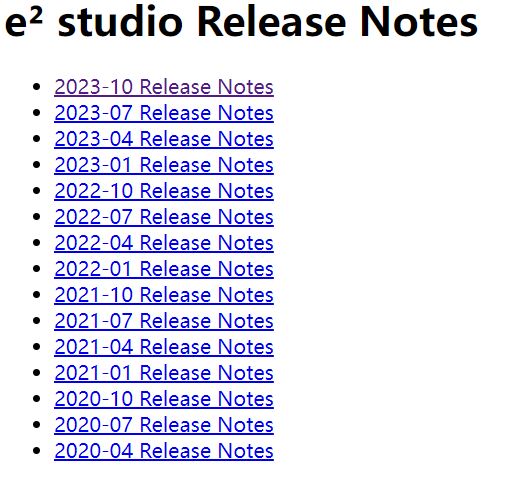 e² studio Release Notes
2023-10 Release Notes
2023-07 Release Notes
2023-04 Release Notes
2023-01 Release Notes
2022-10 Release Notes
2022-07 Release Notes
2022-04 Release Notes
2022-01 Release Notes
2021-10 Release Notes
2021-07 Release Notes
2021-04 Release Notes
2021-01 Release Notes
2020-10 Release Notes
2020-07 Release Notes
2020-04 Release Notes